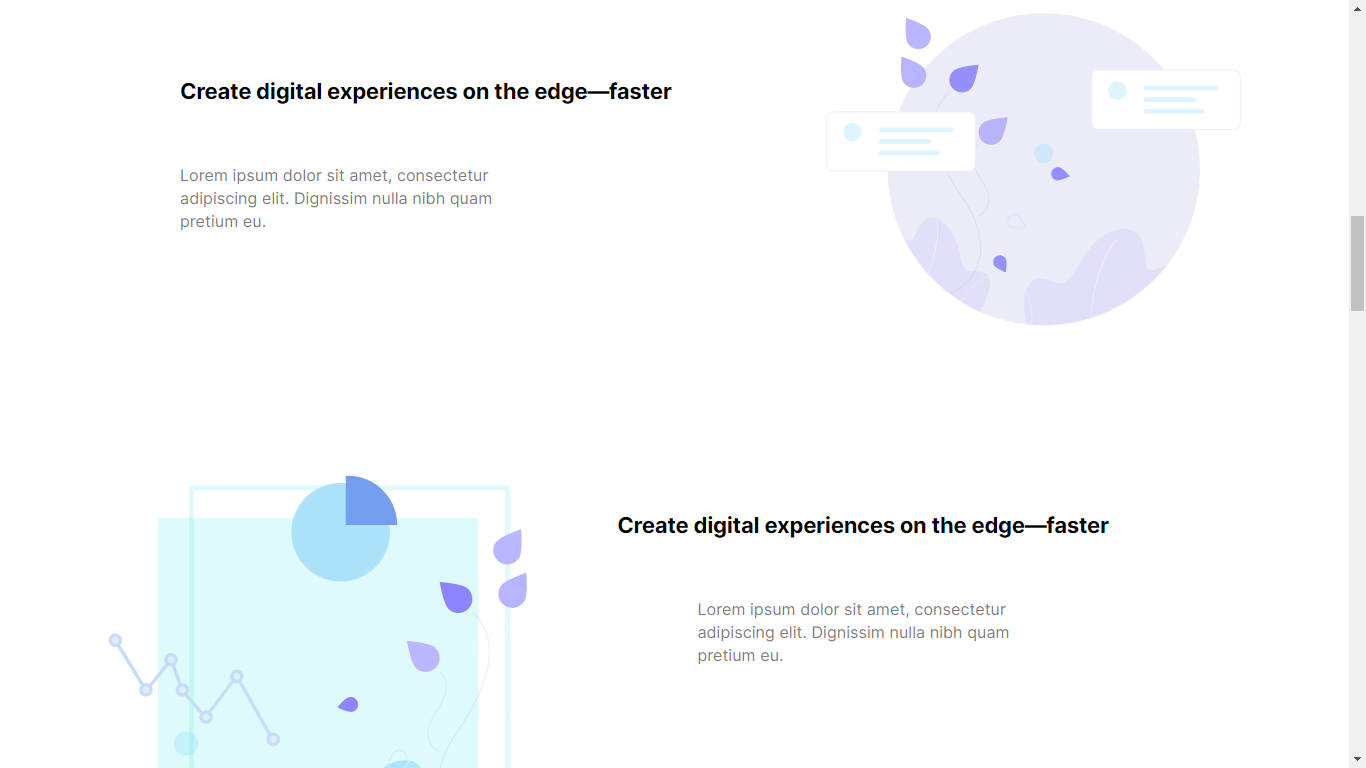 Create digital experiences on the edge—faster
Lorem ipsum dolor sit amet, consectetur
adipiscing elit. Dignissim nulla nibh quam
pretium eu.
Create digital experiences on the edge—faster
Lorem ipsum dolor sit amet, consectetur
adipiscing elit. Dignissim nulla nibh quam
pretium eu.